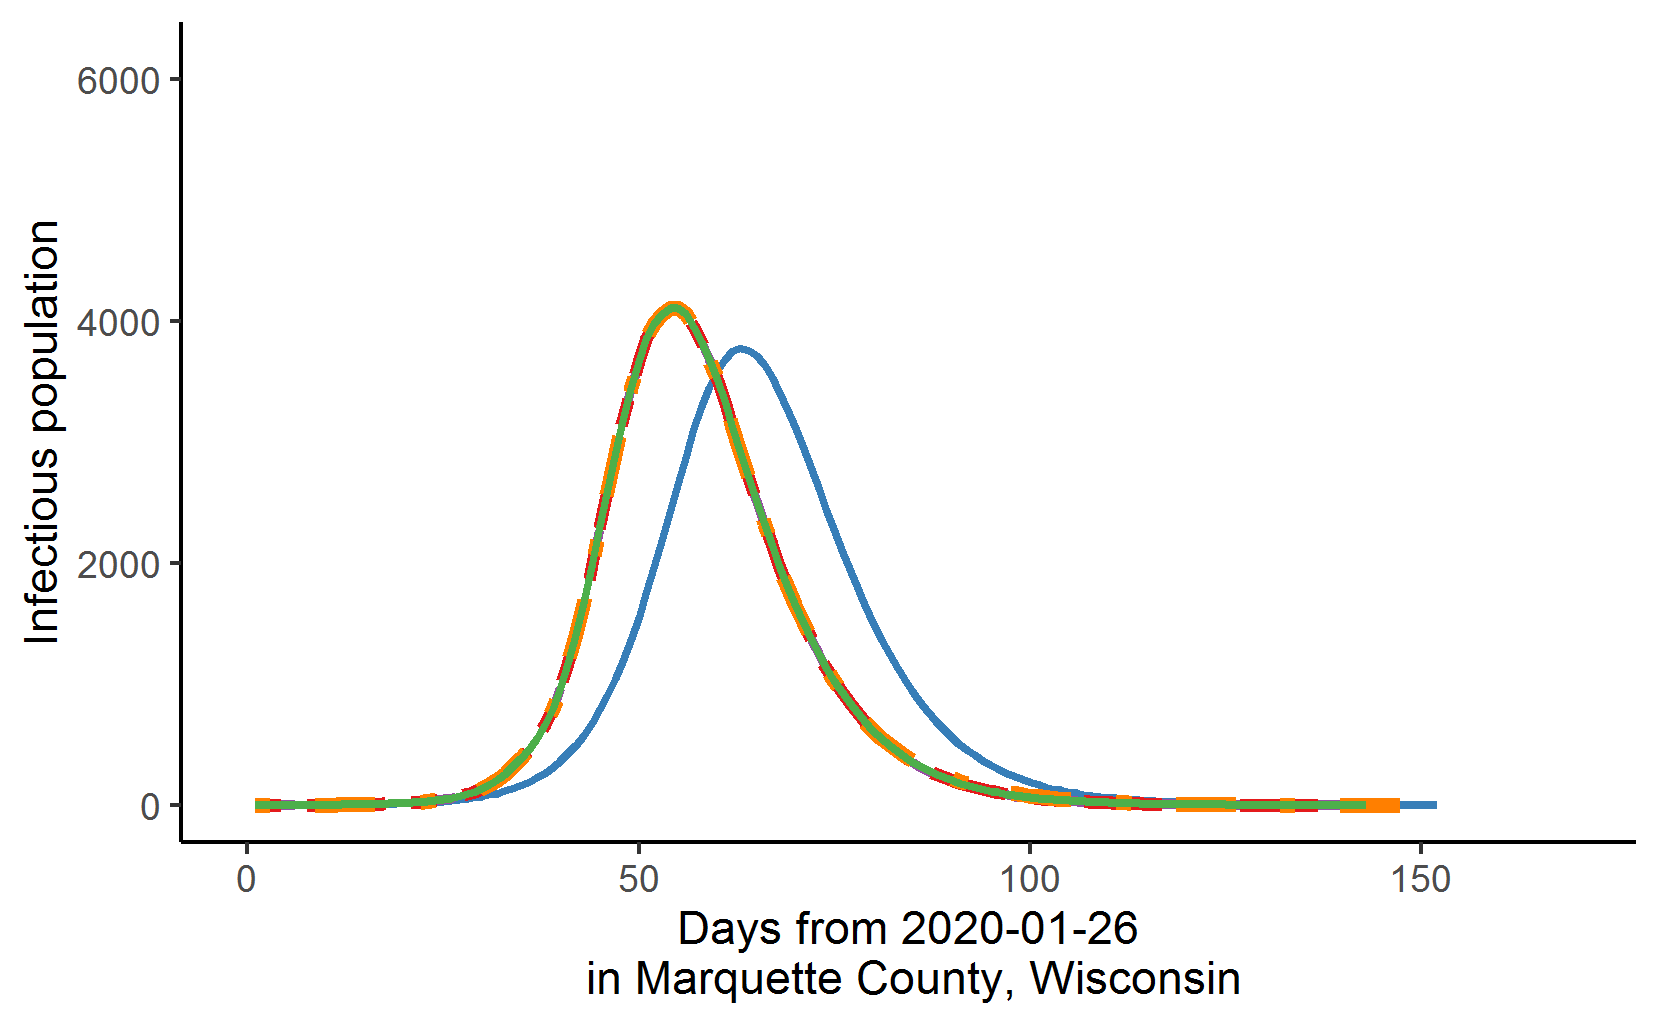 Infectious population
6000
4000
2000
0
0 50 100 150
Days from 2020-01-26
in Marquette County, Wisconsin